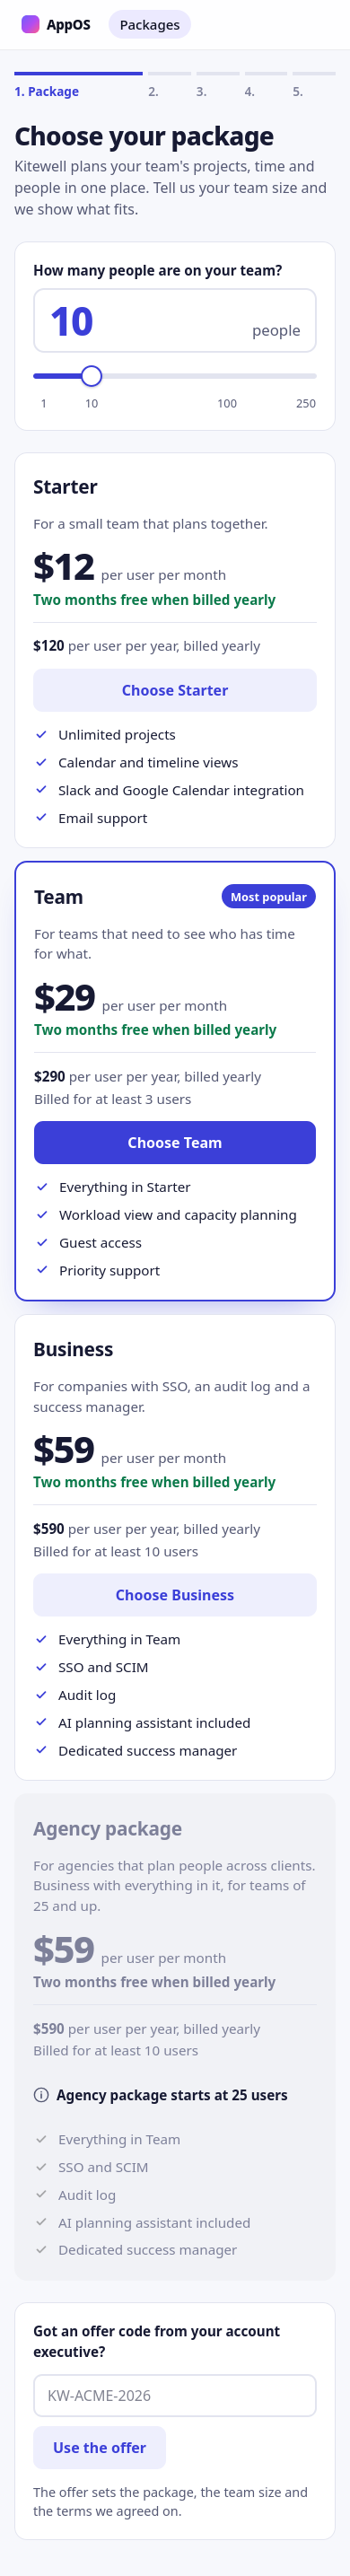 AppOS Packages
1. Package 2. 3. 4. 5.
Choose your package
Kitewell plans your team's projects, time and
people in one place. Tell us your team size and
we show what fits.
How many people are on your team?
10 people
1 10 100 250
Starter
For a small team that plans together.
$12 per user per month
Two months free when billed yearly
$120 per user per year, billed yearly
Choose Starter
Unlimited projects
Calendar and timeline views
Slack and Google Calendar integration
Email support
Team Most popular
For teams that need to see who has time
for what.
$29 per user per month
Two months free when billed yearly
$290 per user per year, billed yearly
Billed for at least 3 users
Choose Team
Everything in Starter
Workload view and capacity planning
Guest access
Priority support
Business
For companies with SSO, an audit log and a
success manager.
$59 per user per month
Two months free when billed yearly
$590 per user per year, billed yearly
Billed for at least 10 users
Choose Business
Everything in Team
SSO and SCIM
Audit log
AI planning assistant included
Dedicated success manager
Agency package
For agencies that plan people across clients.
Business with everything in it, for teams of
25 and up.
$59 per user per month
Two months free when billed yearly
$590 per user per year, billed yearly
Billed for at least 10 users
Agency package starts at 25 users
Everything in Team
SSO and SCIM
Audit log
AI planning assistant included
Dedicated success manager
Got an offer code from your account
executive?
KW-ACME-2026
Use the offer
The offer sets the package, the team size and
the terms we agreed on.